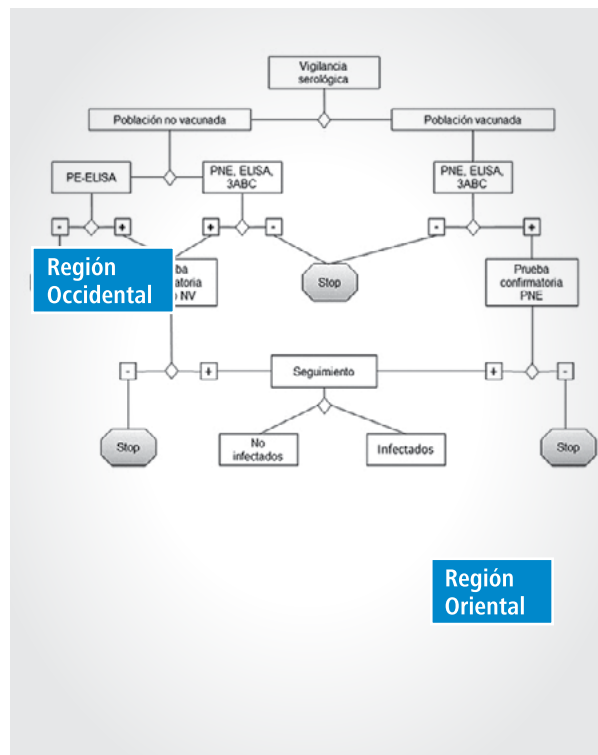 Vigilancia
serológica
Población no vacunada
Población vacunada
PE-ELISA
PNE, ELISA,
3ABC
PNE, ELISA,
3ABC
-
+
+
-
-
+
Región
Occidental
NV
Stop
Prueba
confirmatoria
PNE
-
+
Seguimiento
+
-
Stop
No
infectados
Infectados
Stop
Región
Oriental